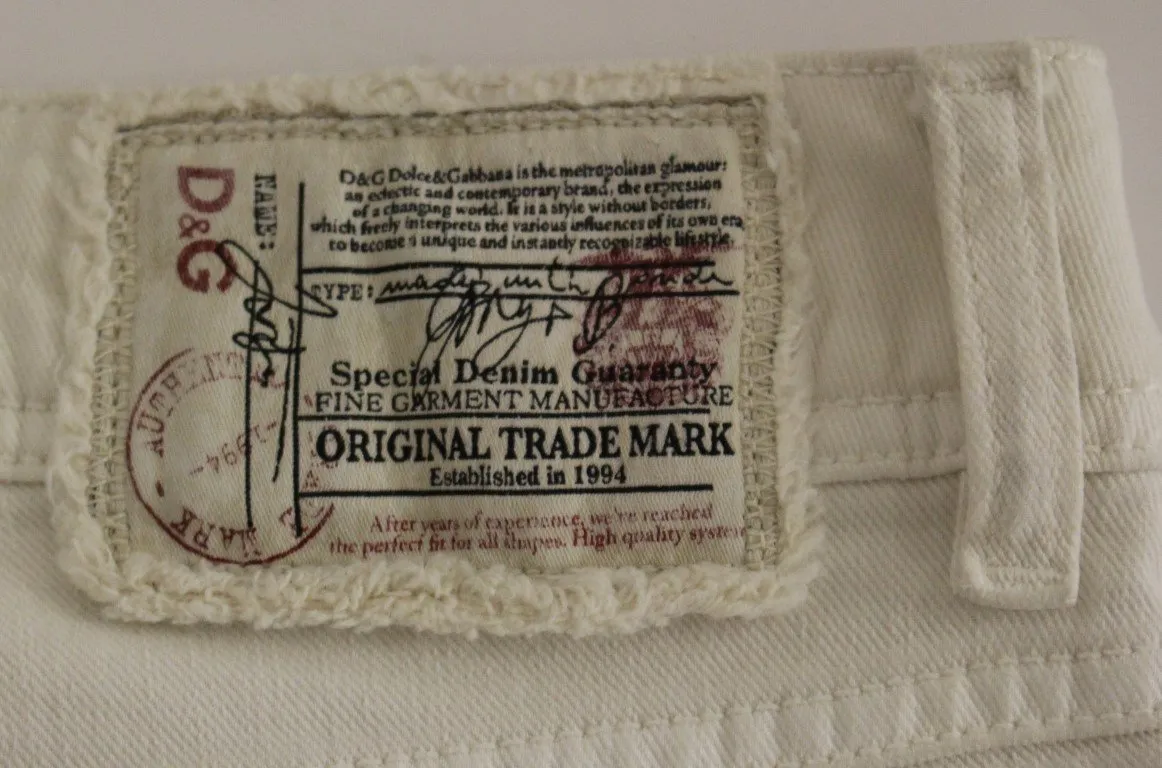 D&G
NAME:
D&G Dolce&Gabbana is the metropolitan glamour:
an eclectic and contemporary brand, the expression
of a changing world. It is a style without borders,
which freely interprets the various influences of its own era
to become a unique and instantly recognizable lifestyle.
TYPE: made with
Special Denim Guaranty
FINE GARMENT MANUFACTURE
ORIGINAL TRADE MARK
Established in 1994
After years of experience, we've reached
the perfect fit for all shapes. High quality system
AUTHENTIC
-1994-
MARK